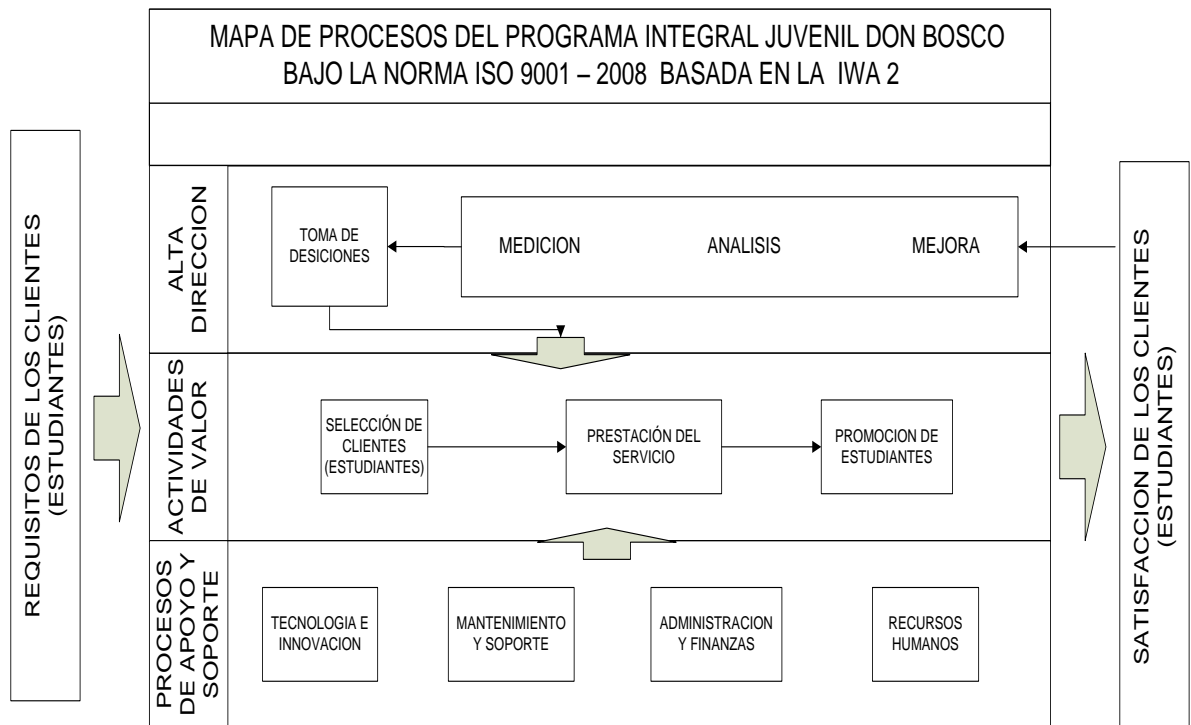 MAPA DE PROCESOS DEL PROGRAMA INTEGRAL JUVENIL DON BOSCO
BAJO LA NORMA ISO 9001 – 2008 BASADA EN LA IWA 2
REQUISITOS DE LOS CLIENTES
(ESTUDIANTES)
ALTA
DIRECCION
TOMA DE
DESICIONES
MEDICION ANALISIS MEJORA
ACTIVIDADES
DE VALOR
SELECCIÓN DE
CLIENTES
(ESTUDIANTES)
PRESTACIÓN DEL
SERVICIO
PROMOCION DE
ESTUDIANTES
PROCESOS
DE APOYO Y
SOPORTE
TECNOLOGIA E
INNOVACION
MANTENIMIENTO
Y SOPORTE
ADMINISTRACION
Y FINANZAS
RECURSOS
HUMANOS
SATISFACCION DE LOS CLIENTES
(ESTUDIANTES)